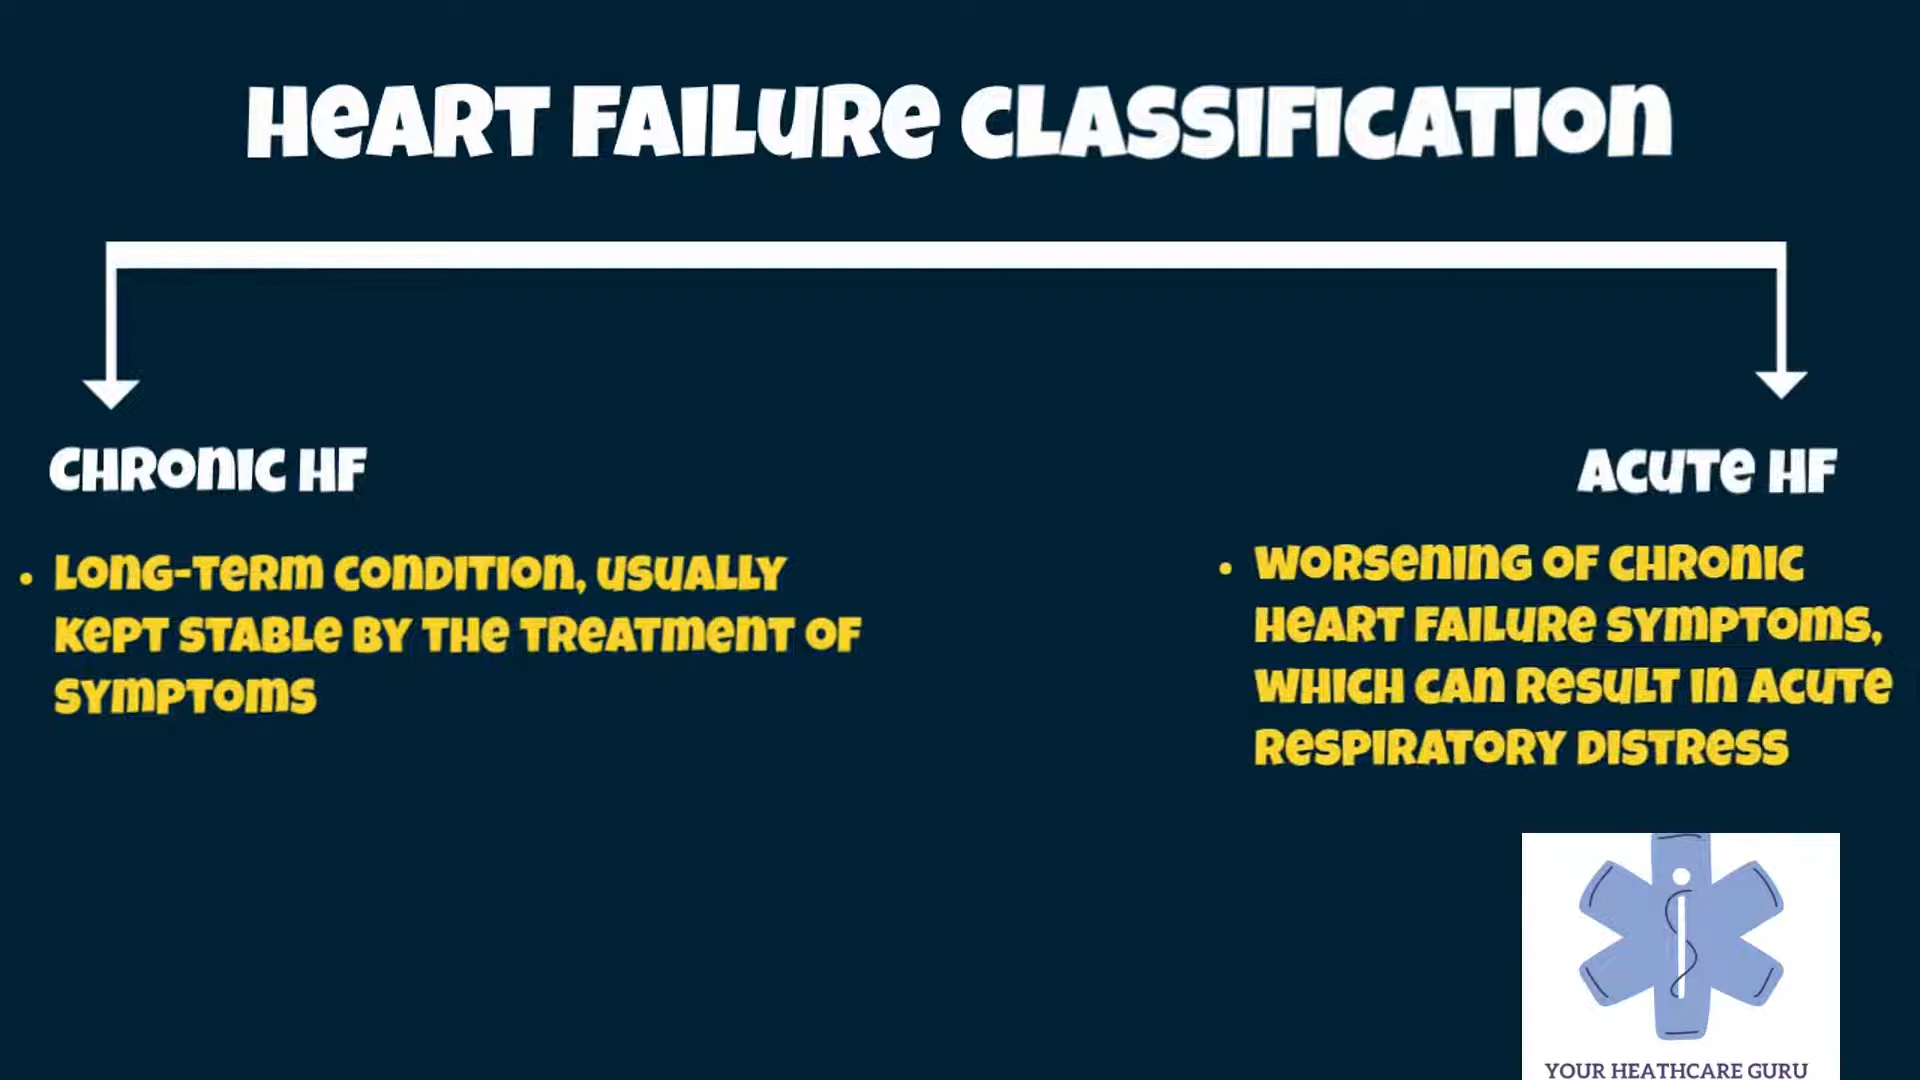 HEART FAILURE CLASSIFICATION
CHRONIC HF
• LONG-TERM CONDITION, USUALLY
KEPT STABLE BY THE TREATMENT OF
SYMPTOMS
ACUTE HF
• WORSENING OF CHRONIC
HEART FAILURE SYMPTOMS,
WHICH CAN RESULT IN ACUTE
RESPIRATORY DISTRESS
YOUR HEATHCARE GURU